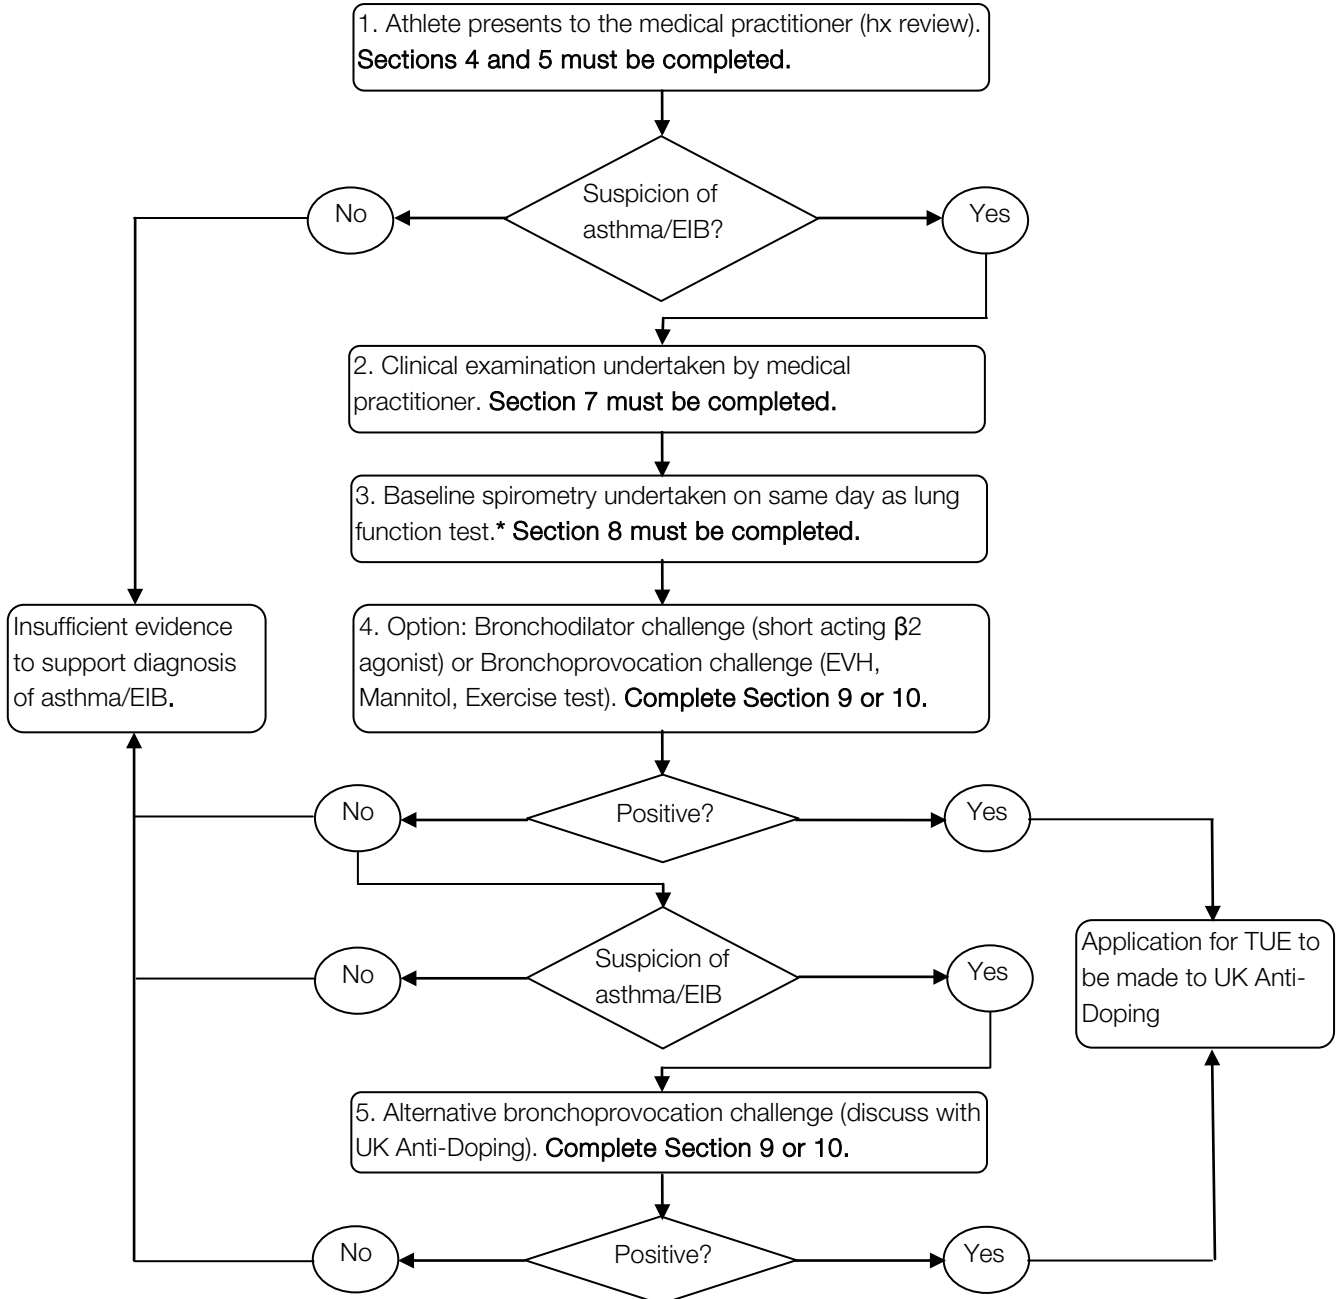 1. Athlete presents to the medical practitioner (hx review).
Sections 4 and 5 must be completed.
Suspicion of
asthma/EIB?
No
Yes
2. Clinical examination undertaken by medical
practitioner. Section 7 must be completed.
3. Baseline spirometry undertaken on same day as lung
function test.* Section 8 must be completed.
Insufficient evidence
to support diagnosis
of asthma/EIB.
4. Option: Bronchodilator challenge (short acting β2
agonist) or Bronchoprovocation challenge (EVH,
Mannitol, Exercise test). Complete Section 9 or 10.
No
Positive?
Yes
Application for TUE to
be made to UK Anti-
Doping
No
Suspicion of
asthma/EIB
Yes
5. Alternative bronchoprovocation challenge (discuss with
UK Anti-Doping). Complete Section 9 or 10.
No
Positive?
Yes